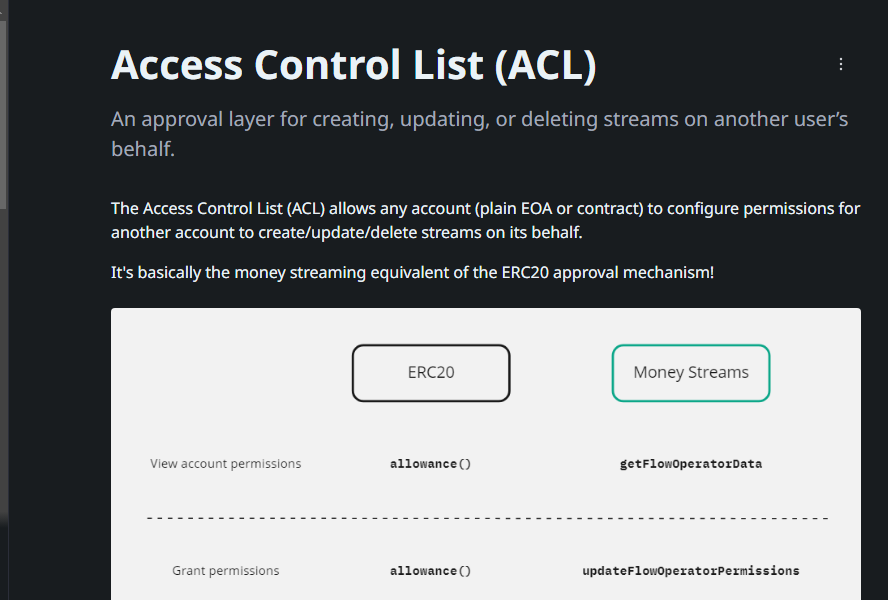 Access Control List (ACL)
An approval layer for creating, updating, or deleting streams on another user’s
behalf.
The Access Control List (ACL) allows any account (plain EOA or contract) to configure permissions for
another account to create/update/delete streams on its behalf.
It's basically the money streaming equivalent of the ERC20 approval mechanism!
ERC20 Money Streams
View account permissions allowance() getFlowOperatorData
Grant permissions allowance() updateFlowOperatorPermissions